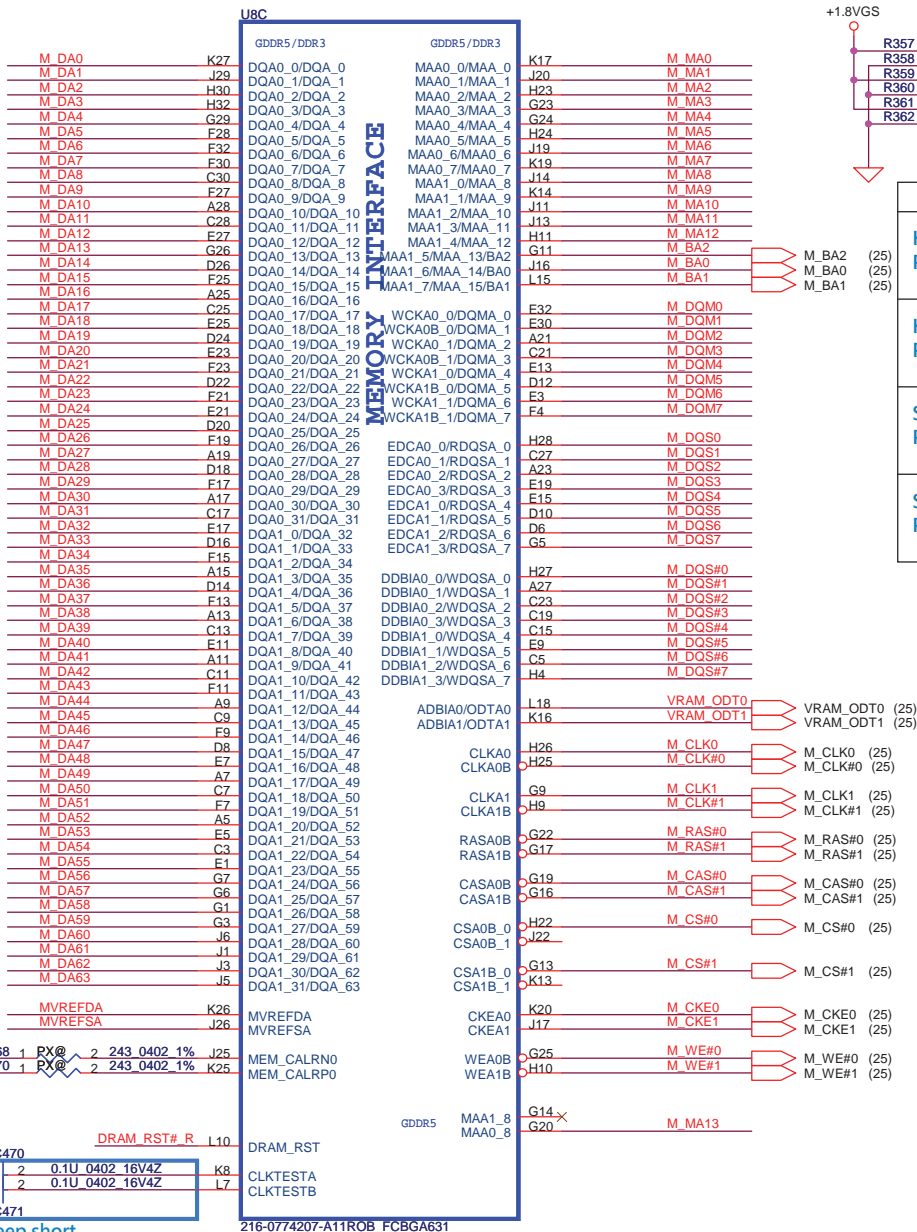 U8C
+1.8VGS
GDDR5/DDR3 GDDR5/DDR3
R357
R358
R359
R360
R361
R362
M_DA0 K27 DQA0_0/DQA_0 MAA0_0/MAA_0 K17 M_MA0
M_DA1 J29 DQA0_1/DQA_1 MAA0_1/MAA_1 J20 M_MA1
M_DA2 H30 DQA0_2/DQA_2 MAA0_2/MAA_2 H23 M_MA2
M_DA3 H32 DQA0_3/DQA_3 MAA0_3/MAA_3 G23 M_MA3
M_DA4 G29 DQA0_4/DQA_4 MAA0_4/MAA_4 G24 M_MA4
M_DA5 F28 DQA0_5/DQA_5 MAA0_5/MAA_5 H24 M_MA5
M_DA6 F32 DQA0_6/DQA_6 MAA0_6/MAA0_6 J19 M_MA6
M_DA7 F30 DQA0_7/DQA_7 MAA0_7/MAA0_7 K19 M_MA7
M_DA8 C30 DQA0_8/DQA_8 MAA1_0/MAA_8 J14 M_MA8
M_DA9 F27 DQA0_9/DQA_9 MAA1_1/MAA_9 K14 M_MA9
M_DA10 A28 DQA0_10/DQA_10 MAA1_2/MAA_10 J11 M_MA10
M_DA11 C28 DQA0_11/DQA_11 MAA1_3/MAA_11 J13 M_MA11
M_DA12 E27 DQA0_12/DQA_12 MAA1_4/MAA_12 H11 M_MA12
M_DA13 G26 DQA0_13/DQA_13 MAA1_5/MAA_13/BA2 G11 M_BA2 M_BA2 (25)
M_DA14 D26 DQA0_14/DQA_14 MAA1_6/MAA_14/BA0 J16 M_BA0 M_BA0 (25)
M_DA15 F25 DQA0_15/DQA_15 MAA1_7/MAA_15/BA1 L15 M_BA1 M_BA1 (25)
M_DA16 A25 DQA0_16/DQA_16
M_DA17 C25 DQA0_17/DQA_17 WCKA0_0/DQMA_0 E32 M_DQM0
M_DA18 E25 DQA0_18/DQA_18 WCKA0B_0/DQMA_1 E30 M_DQM1
M_DA19 D24 DQA0_19/DQA_19 WCKA0_1/DQMA_2 A21 M_DQM2
M_DA20 E23 DQA0_20/DQA_20 WCKA0B_1/DQMA_3 C21 M_DQM3
M_DA21 F23 DQA0_21/DQA_21 WCKA1_0/DQMA_4 E13 M_DQM4
M_DA22 D22 DQA0_22/DQA_22 WCKA1B_0/DQMA_5 D12 M_DQM5
M_DA23 F21 DQA0_23/DQA_23 WCKA1_1/DQMA_6 E3 M_DQM6
M_DA24 E21 DQA0_24/DQA_24 WCKA1B_1/DQMA_7 F4 M_DQM7
M_DA25 D20 DQA0_25/DQA_25
M_DA26 F19 DQA0_26/DQA_26 EDCA0_0/RDQSA_0 H28 M_DQS0
M_DA27 A19 DQA0_27/DQA_27 EDCA0_1/RDQSA_1 C27 M_DQS1
M_DA28 D18 DQA0_28/DQA_28 EDCA0_2/RDQSA_2 A23 M_DQS2
M_DA29 F17 DQA0_29/DQA_29 EDCA0_3/RDQSA_3 E19 M_DQS3
M_DA30 A17 DQA0_30/DQA_30 EDCA1_0/RDQSA_4 E15 M_DQS4
M_DA31 C17 DQA0_31/DQA_31 EDCA1_1/RDQSA_5 D10 M_DQS5
M_DA32 E17 DQA1_0/DQA_32 EDCA1_2/RDQSA_6 D6 M_DQS6
M_DA33 D16 DQA1_1/DQA_33 EDCA1_3/RDQSA_7 G5 M_DQS7
M_DA34 F15 DQA1_2/DQA_34
M_DA35 A15 DQA1_3/DQA_35 DDBIA0_0/WDQSA_0 H27 M_DQS#0
M_DA36 D14 DQA1_4/DQA_36 DDBIA0_1/WDQSA_1 A27 M_DQS#1
M_DA37 F13 DQA1_5/DQA_37 DDBIA0_2/WDQSA_2 C23 M_DQS#2
M_DA38 A13 DQA1_6/DQA_38 DDBIA0_3/WDQSA_3 C19 M_DQS#3
M_DA39 C13 DQA1_7/DQA_39 DDBIA1_0/WDQSA_4 C15 M_DQS#4
M_DA40 E11 DQA1_8/DQA_40 DDBIA1_1/WDQSA_5 E9 M_DQS#5
M_DA41 A11 DQA1_9/DQA_41 DDBIA1_2/WDQSA_6 C5 M_DQS#6
M_DA42 C11 DQA1_10/DQA_42 DDBIA1_3/WDQSA_7 H4 M_DQS#7
M_DA43 F11 DQA1_11/DQA_43
M_DA44 A9 DQA1_12/DQA_44 ADBIA0/ODTA0 L18 VRAM_ODT0 VRAM_ODT0 (25)
M_DA45 C9 DQA1_13/DQA_45 ADBIA1/ODTA1 K16 VRAM_ODT1 VRAM_ODT1 (25)
M_DA46 F9 DQA1_14/DQA_46
M_DA47 D8 DQA1_15/DQA_47 CLKA0 H26 M_CLK0 M_CLK0 (25)
M_DA48 E7 DQA1_16/DQA_48 CLKA0B H25 M_CLK#0 M_CLK#0 (25)
M_DA49 A7 DQA1_17/DQA_49
M_DA50 C7 DQA1_18/DQA_50 CLKA1 G9 M_CLK1 M_CLK1 (25)
M_DA51 F7 DQA1_19/DQA_51 CLKA1B H9 M_CLK#1 M_CLK#1 (25)
M_DA52 A5 DQA1_20/DQA_52
M_DA53 E5 DQA1_21/DQA_53 RASA0B G22 M_RAS#0 M_RAS#0 (25)
M_DA54 C3 DQA1_22/DQA_54 RASA1B G17 M_RAS#1 M_RAS#1 (25)
M_DA55 E1 DQA1_23/DQA_55
M_DA56 G7 DQA1_24/DQA_56 CASA0B G19 M_CAS#0 M_CAS#0 (25)
M_DA57 G6 DQA1_25/DQA_57 CASA1B G16 M_CAS#1 M_CAS#1 (25)
M_DA58 G1 DQA1_26/DQA_58
M_DA59 G3 DQA1_27/DQA_59 CSA0B_0 H22 M_CS#0 M_CS#0 (25)
M_DA60 J6 DQA1_28/DQA_60 CSA0B_1 J22
M_DA61 J1 DQA1_29/DQA_61
M_DA62 J3 DQA1_30/DQA_62 CSA1B_0 G13 M_CS#1 M_CS#1 (25)
M_DA63 J5 DQA1_31/DQA_63 CSA1B_1 K13
MVREFDA K26 MVREFDA CKEA0 K20 M_CKE0 M_CKE0 (25)
MVREFSA J26 MVREFSA CKEA1 J17 M_CKE1 M_CKE1 (25)
68 1 PX@ 2 243_0402_1% J25 MEM_CALRN0 WEA0B G25 M_WE#0 M_WE#0 (25)
70 1 PX@ 2 243_0402_1% K25 MEM_CALRP0 WEA1B H10 M_WE#1 M_WE#1 (25)
GDDR5 MAA1_8 G14
MAA0_8 G20 M_MA13
DRAM_RST#_R L10 DRAM_RST
C470
2 0.1U_0402_16V4Z K8 CLKTESTA
2 0.1U_0402_16V4Z L7 CLKTESTB
C471
eep short
216-0774207-A11ROB_FCBGA631
MEMORY INTERFACE